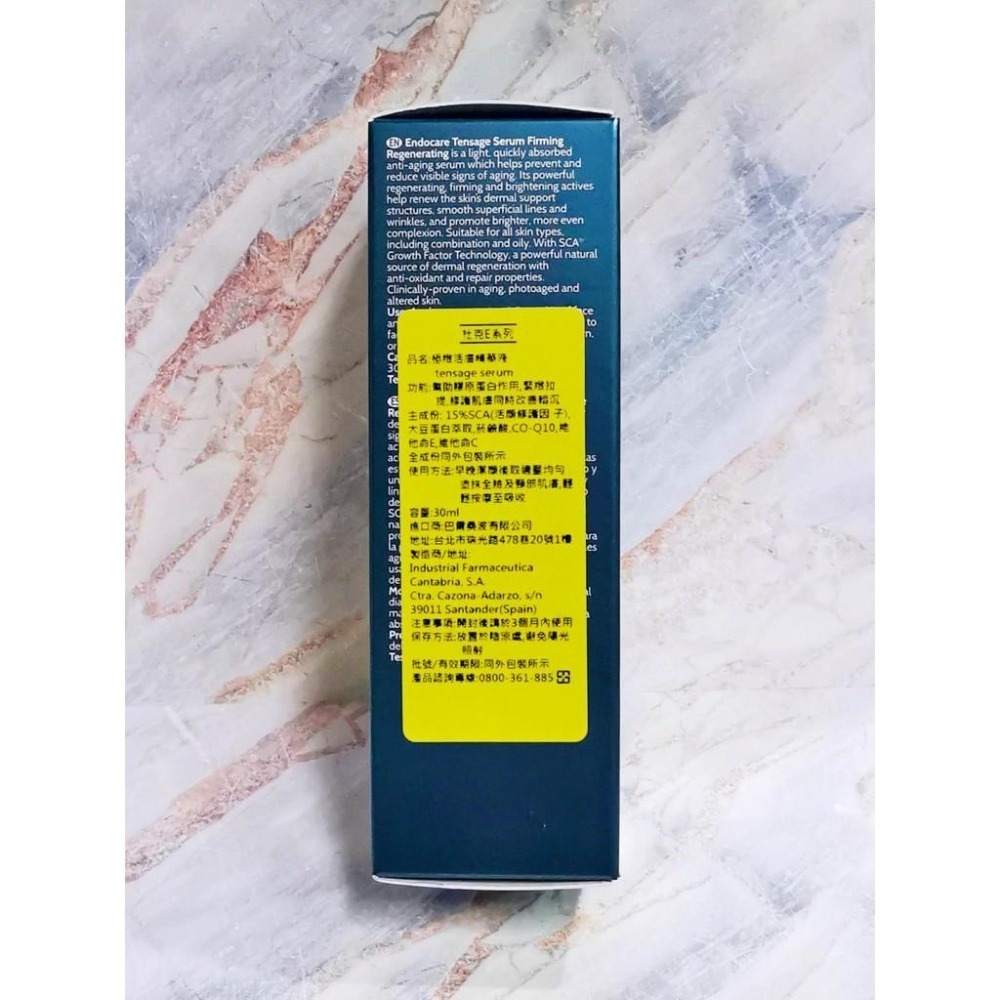 EN Endocare Tensage Serum Firming
Regenerating is a light, quickly absorbed
anti-aging serum which helps prevent and
reduce visible signs of aging. Its powerful
regenerating, firming and brightening actives
help renew the skin's dermal support
structures, smooth superficial lines and
wrinkles, and promote brighter, more even
complexion. Suitable for all skin types,
including combination and oily. With SCA®
Growth Factor Technology, a powerful natural
source of dermal regeneration with
anti-oxidant and repair properties.
Clinically-proven in aging, photoaged and
altered skin.
杜克E系列
品名:極緻活膚精華液
tensage serum
功能:幫助膠原蛋白作用,緊緻拉
提,修護肌膚同時改善暗沉
主成份: 15%SCA(活顏修護因 子),
大豆蛋白萃取,菸鹼酸,CO-Q10,維
他命E,維他命C
全成份同外包裝所示
使用方法:早晚潔顏後取適量均勻
塗抹全臉及頸部肌膚,輕
輕按摩至吸收
容量:30ml
進口商:巴爾桑波有限公司
地址:台北市珠光路478巷20號1樓
製造商/地址:
Industrial Farmaceutica
Cantabria, S.A.
Ctra. Cazona-Adarzo, s/n
39011 Santander(Spain)
注意事項:開封後請於3個月內使用
保存方法:放置於陰涼處,避免陽光
照射
批號/有效期限:同外包裝所示
產品諮詢專線:0800-361-885